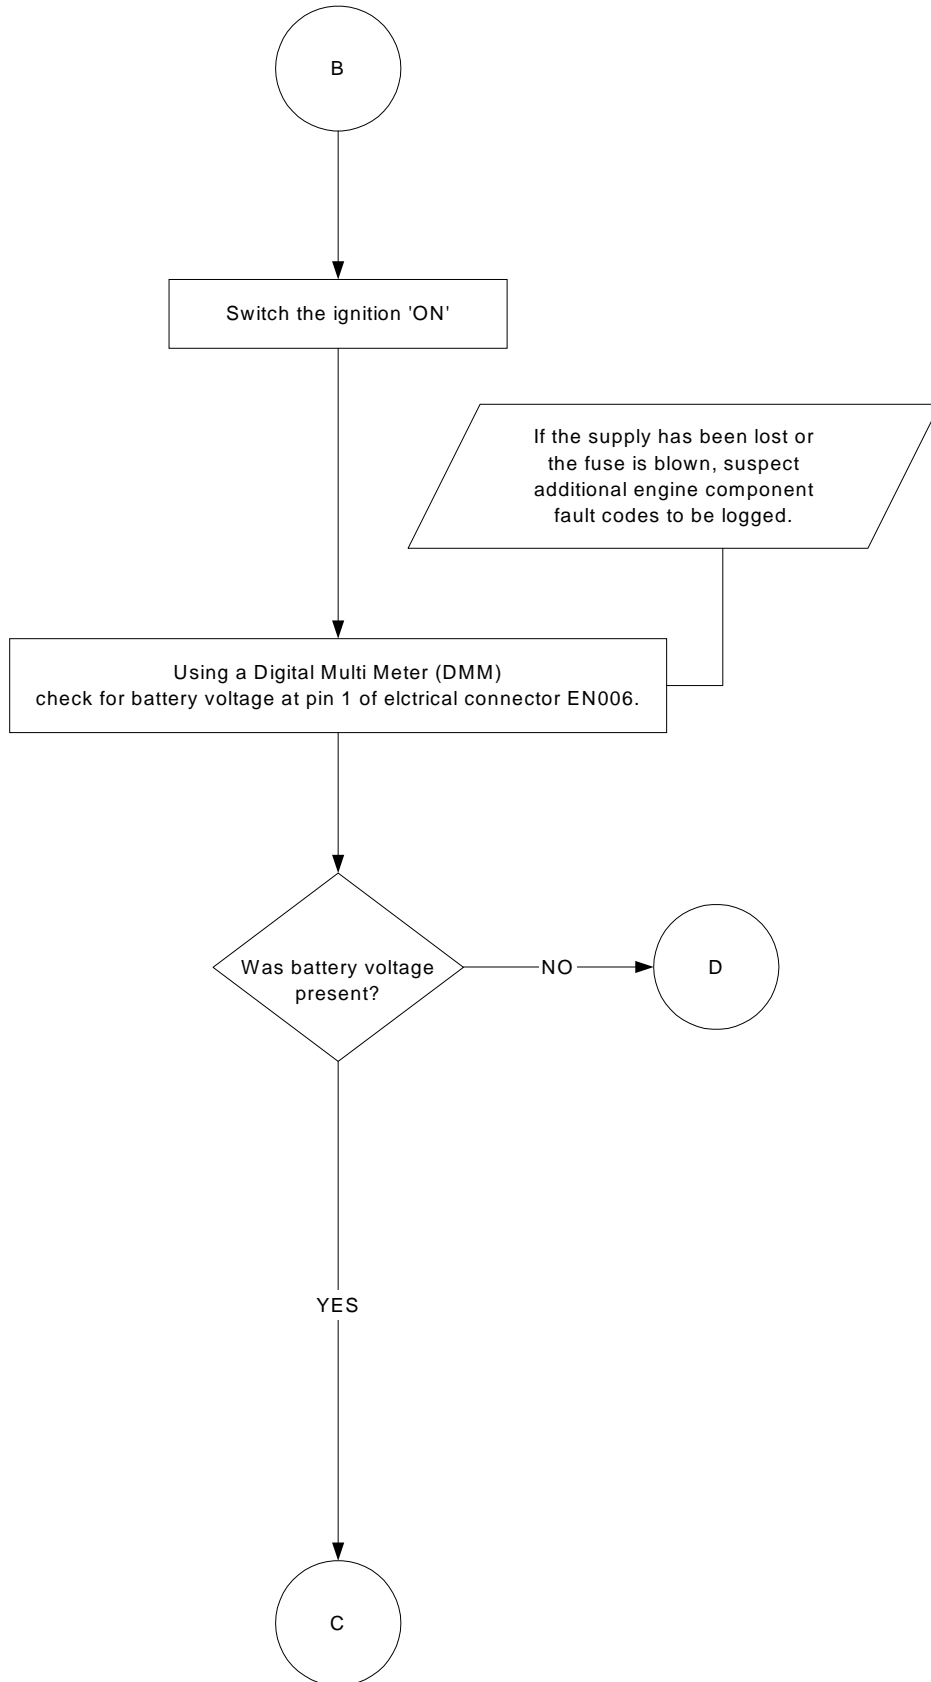 B
Switch the ignition 'ON'
If the supply has been lost or
the fuse is blown, suspect
additional engine component
fault codes to be logged.
Using a Digital Multi Meter (DMM)
check for battery voltage at pin 1 of elctrical connector EN006.
Was battery voltage
present?
NO
D
YES
C